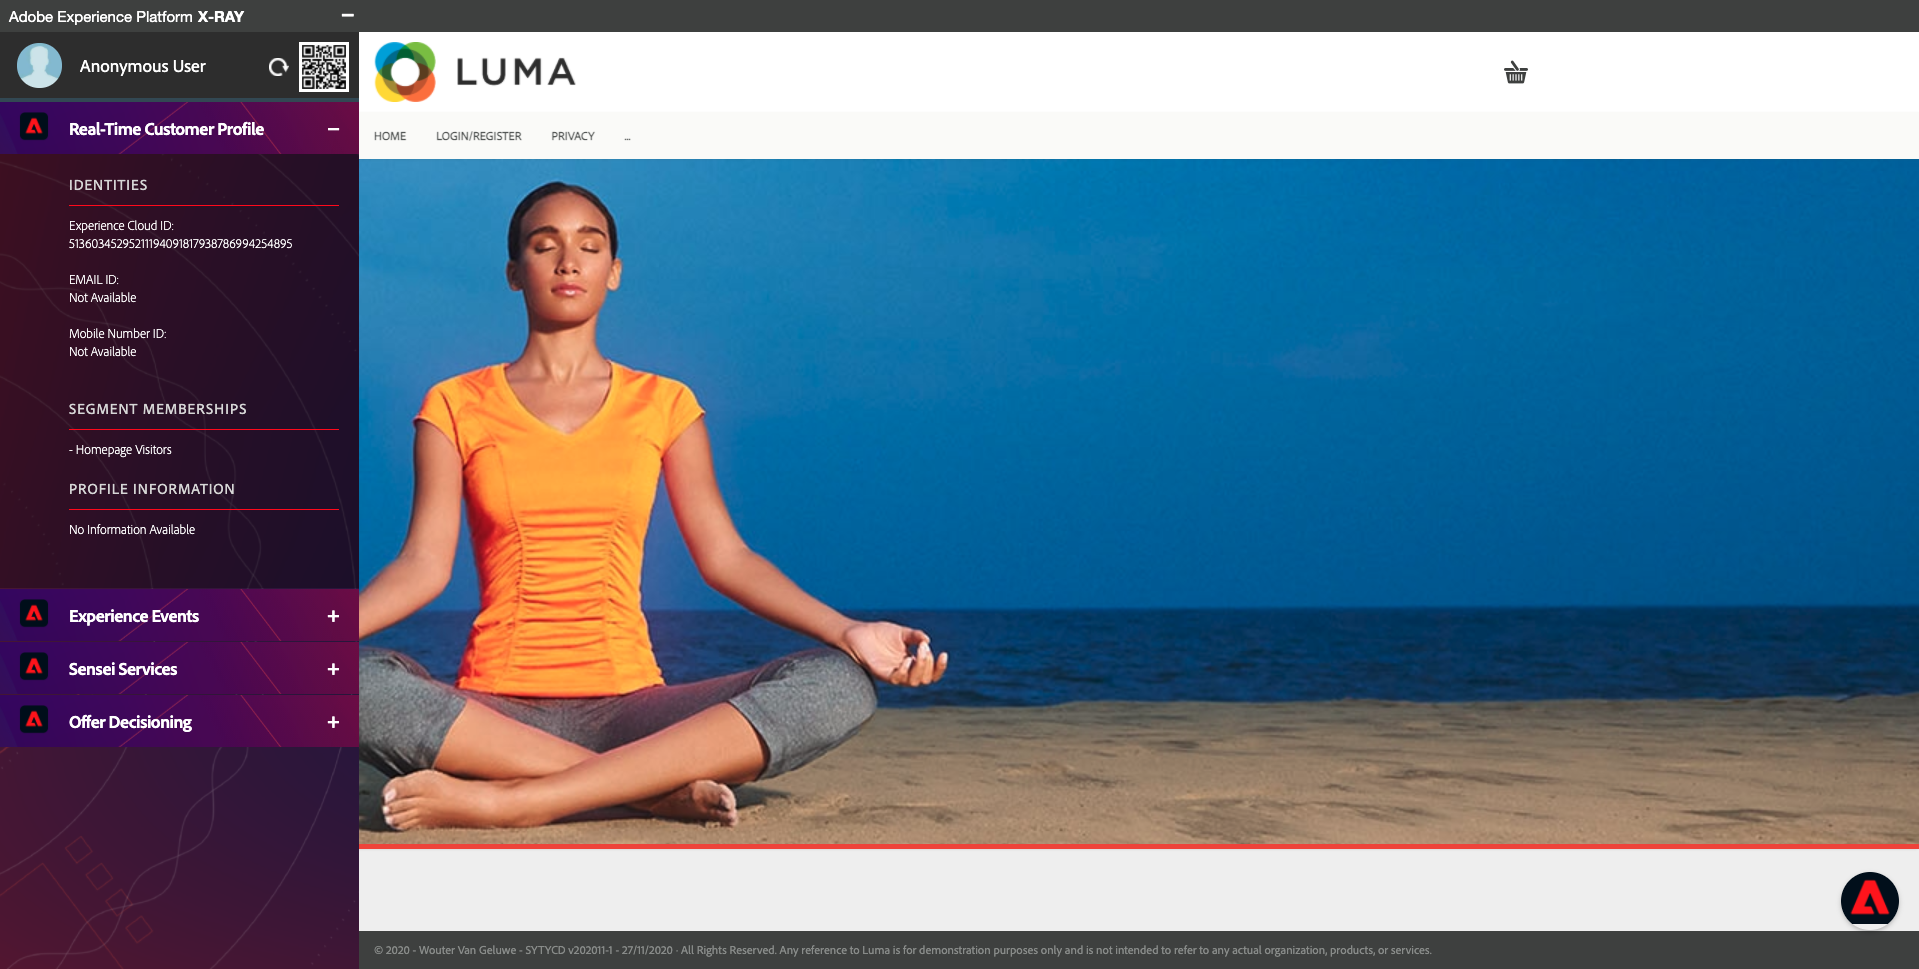 Adobe Experience Platform X-RAY
Anonymous User
Real-Time Customer Profile
IDENTITIES
Experience Cloud ID:
51360345295211194091817938786994254895
EMAIL ID:
Not Available
Mobile Number ID:
Not Available
SEGMENT MEMBERSHIPS
- Homepage Visitors
PROFILE INFORMATION
No Information Available
Experience Events
Sensei Services
Offer Decisioning
LUMA
HOME LOGIN/REGISTER PRIVACY ...
© 2020 - Wouter Van Geluwe - SYTYCD v202011-1 - 27/11/2020 · All Rights Reserved. Any reference to Luma is for demonstration purposes only and is not intended to refer to any actual organization, products, or services.